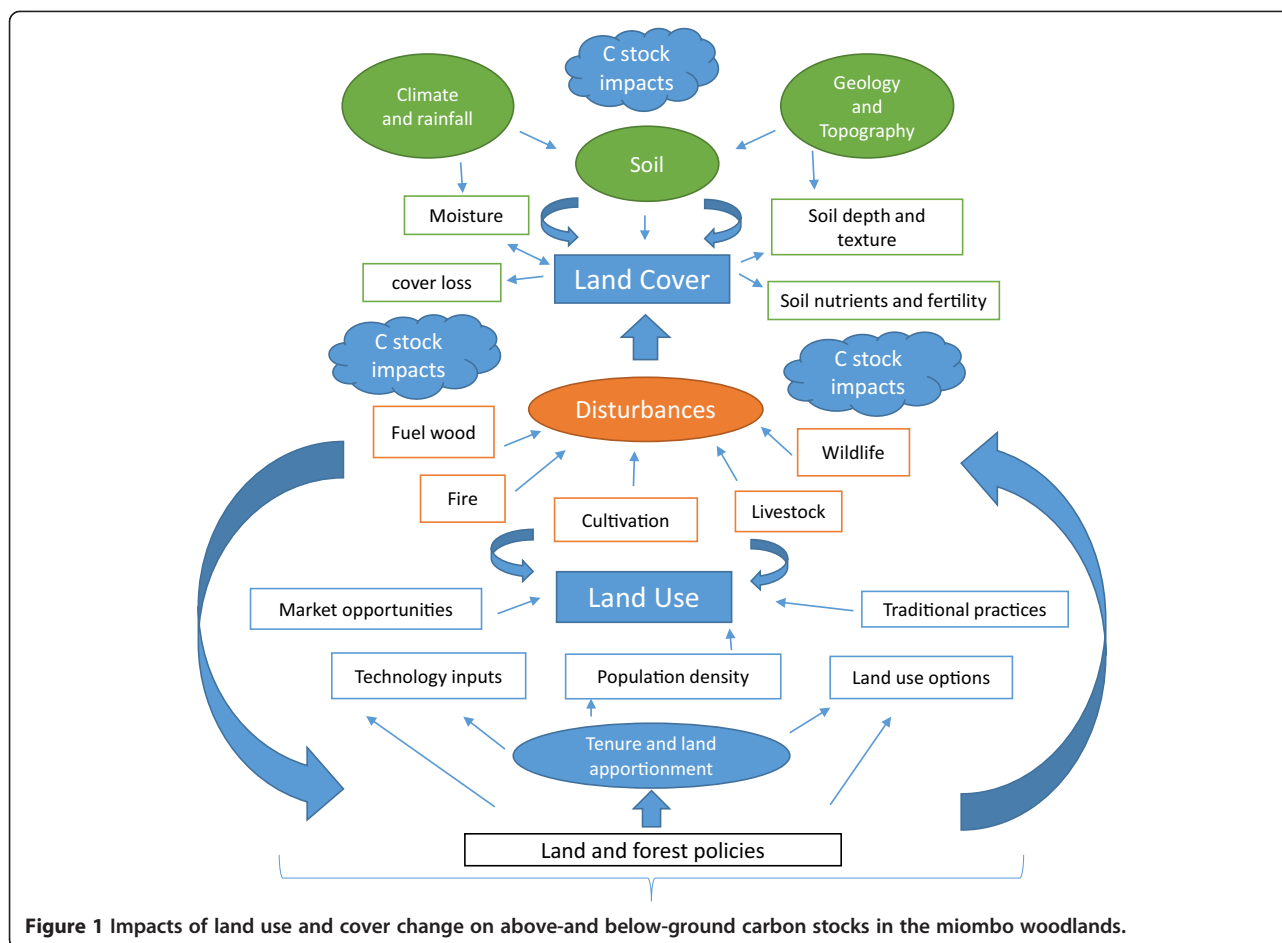 C stock
impacts
Climate
and rainfall
Geology
and
Topography
Soil
Moisture
Soil depth and
texture
Land Cover
cover loss
Soil nutrients and fertility
C stock
impacts
C stock
impacts
Disturbances
Fuel wood
Wildlife
Fire
Livestock
Cultivation
Land Use
Market opportunities
Traditional practices
Technology inputs
Population density
Land use options
Tenure and land
apportionment
Land and forest policies
Figure 1 Impacts of land use and cover change on above-and below-ground carbon stocks in the miombo woodlands.